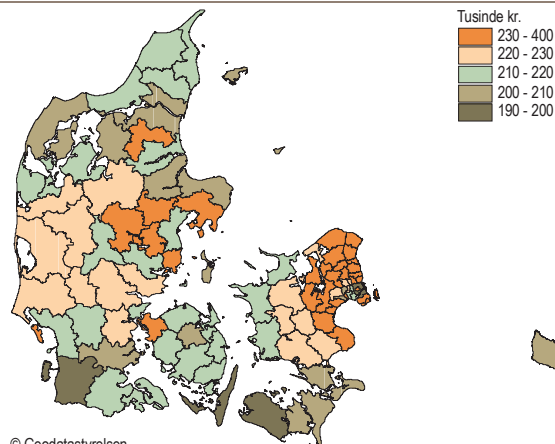 Tusinde kr.
230 - 400
220 - 230
210 - 220
200 - 210
190 - 200
© Geodatastyrelsen